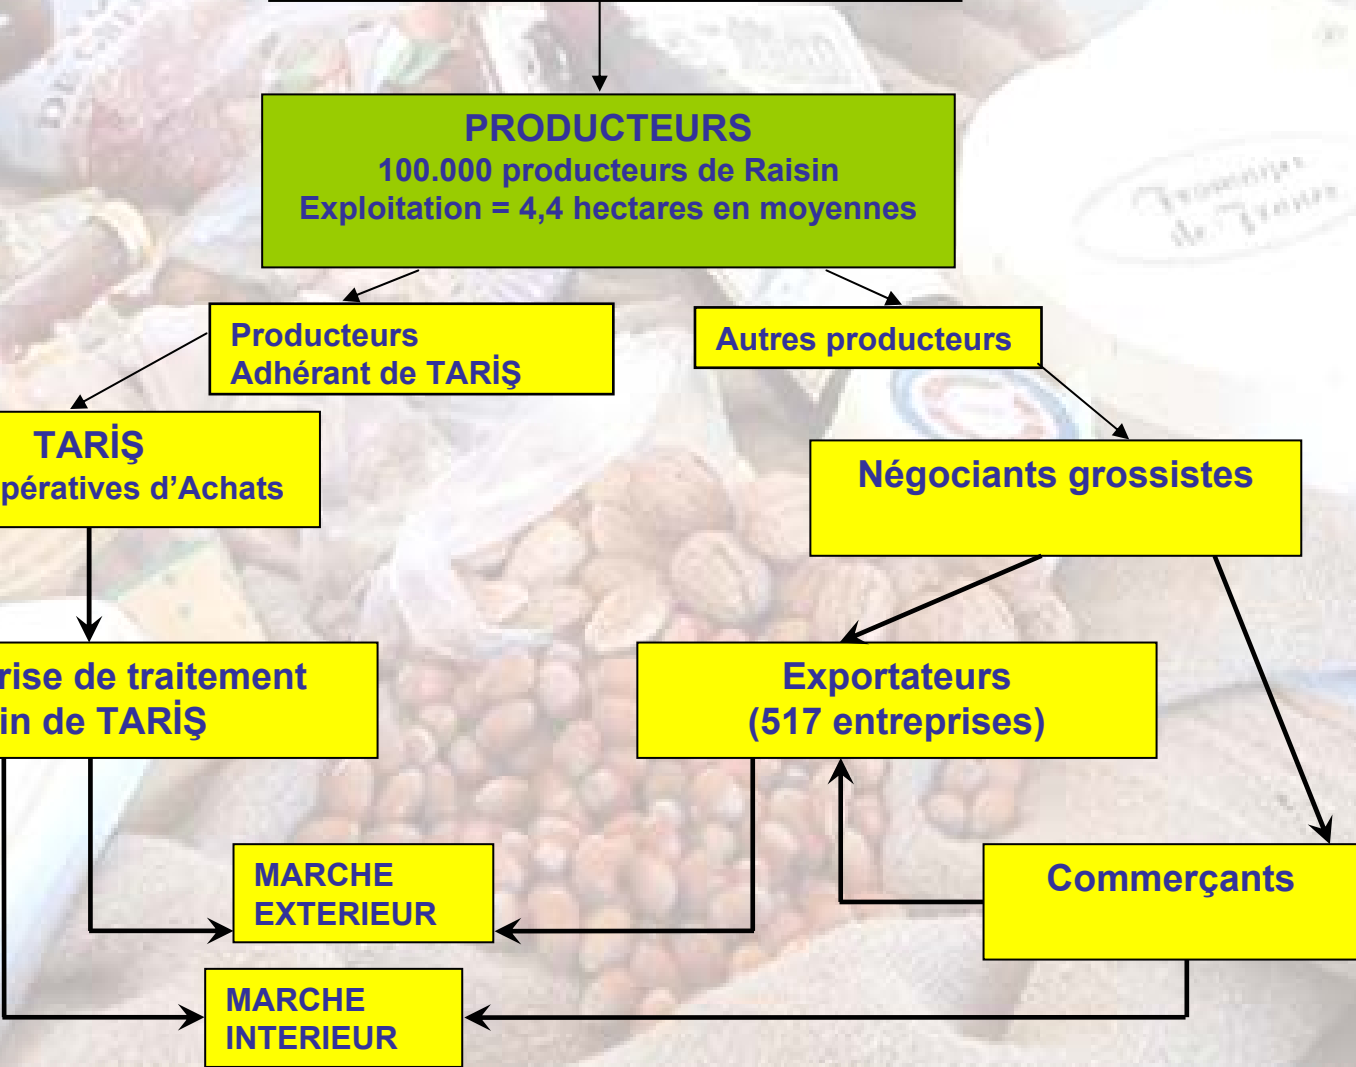 PRODUCTEURS
100.000 producteurs de Raisin
Exploitation = 4,4 hectares en moyennes
Producteurs
Adhérant de TARİŞ
Autres producteurs
TARİŞ
pératives d’Achats
Négociants grossistes
rise de traitement
in de TARİŞ
Exportateurs
(517 entreprises)
MARCHE
EXTERIEUR
Commerçants
MARCHE
INTERIEUR